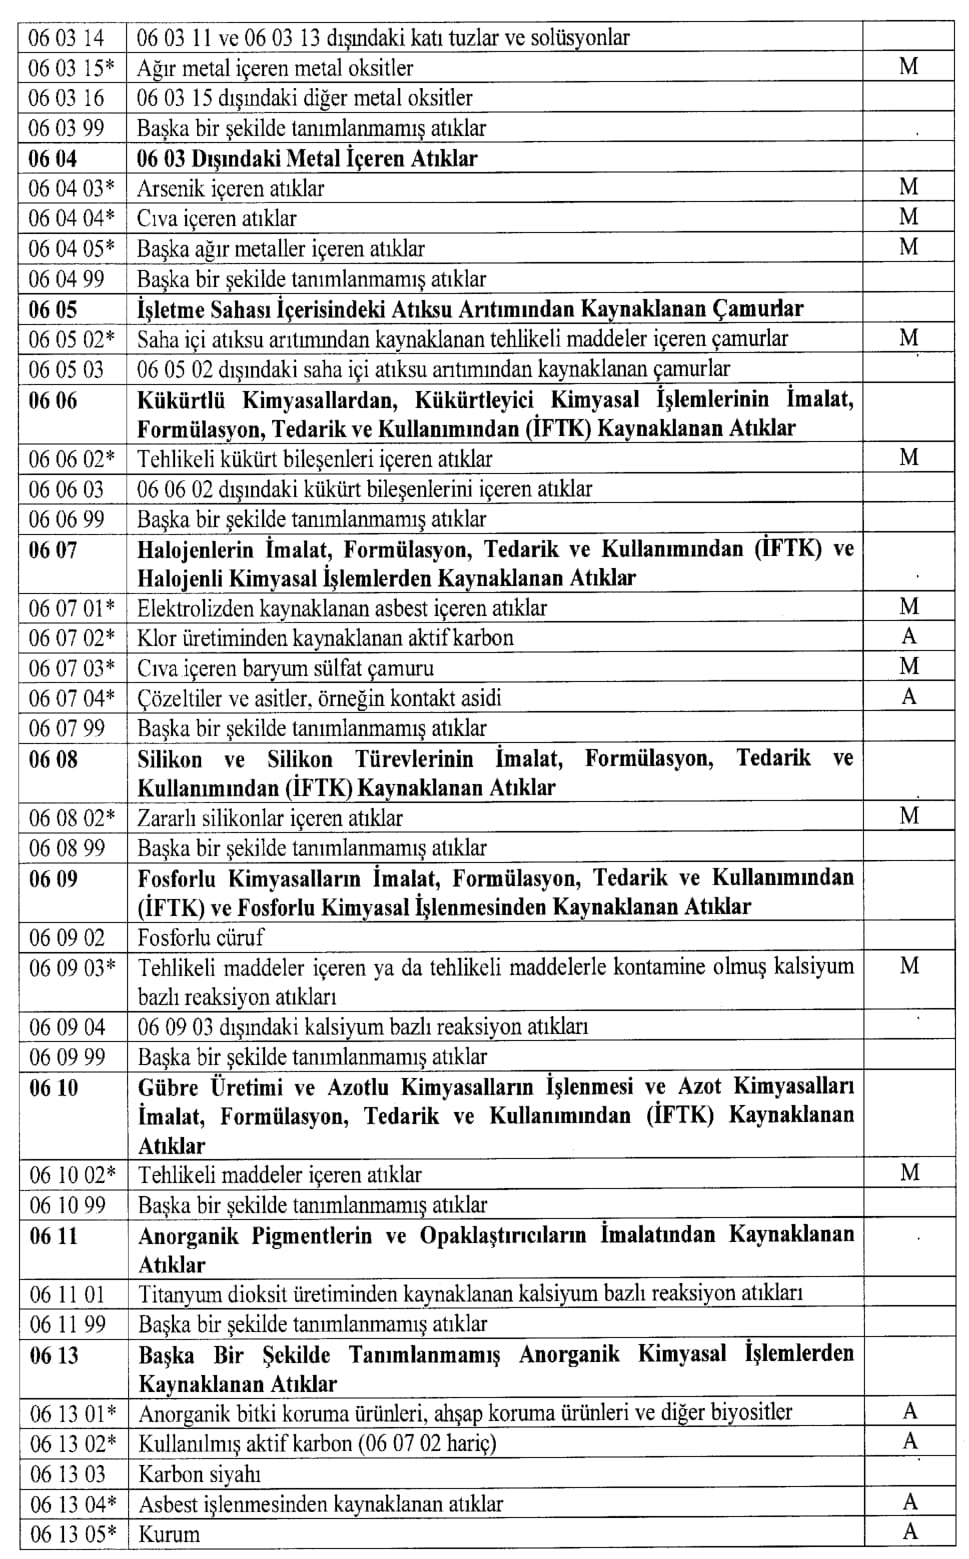 06 03 14 06 03 11 ve 06 03 13 dışındaki katı tuzlar ve solüsyonlar
06 03 15* Ağır metal içeren metal oksitler M
06 03 16 06 03 15 dışındaki diğer metal oksitler
06 03 99 Başka bir şekilde tanımlanmamış atıklar
06 04 06 03 Dışındaki Metal İçeren Atıklar
06 04 03* Arsenik içeren atıklar M
06 04 04* Cıva içeren atıklar M
06 04 05* Başka ağır metaller içeren atıklar M
06 04 99 Başka bir şekilde tanımlanmamış atıklar
06 05 İşletme Sahası İçerisindeki Atıksu Arıtımından Kaynaklanan Çamurlar
06 05 02* Saha içi atıksu arıtımından kaynaklanan tehlikeli maddeler içeren çamurlar M
06 05 03 06 05 02 dışındaki saha içi atıksu arıtımından kaynaklanan çamurlar
06 06 Kükürtlü Kimyasallardan, Kükürtleyici Kimyasal İşlemlerinin İmalat,
Formülasyon, Tedarik ve Kullanımından (İFTK) Kaynaklanan Atıklar
06 06 02* Tehlikeli kükürt bileşenleri içeren atıklar M
06 06 03 06 06 02 dışındaki kükürt bileşenlerini içeren atıklar
06 06 99 Başka bir şekilde tanımlanmamış atıklar
06 07 Halojenlerin İmalat, Formülasyon, Tedarik ve Kullanımından (İFTK) ve
Halojenli Kimyasal İşlemlerden Kaynaklanan Atıklar
06 07 01* Elektrolizden kaynaklanan asbest içeren atıklar M
06 07 02* Klor üretiminden kaynaklanan aktif karbon A
06 07 03* Cıva içeren baryum sülfat çamuru M
06 07 04* Çözeltiler ve asitler, örneğin kontakt asidi A
06 07 99 Başka bir şekilde tanımlanmamış atıklar
06 08 Silikon ve Silikon Türevlerinin İmalat, Formülasyon, Tedarik ve
Kullanımından (İFTK) Kaynaklanan Atıklar
06 08 02* Zararlı silikonlar içeren atıklar M
06 08 99 Başka bir şekilde tanımlanmamış atıklar
06 09 Fosforlu Kimyasalların İmalat, Formülasyon, Tedarik ve Kullanımından
(İFTK) ve Fosforlu Kimyasal İşlenmesinden Kaynaklanan Atıklar
06 09 02 Fosforlu cüruf
06 09 03* Tehlikeli maddeler içeren ya da tehlikeli maddelerle kontamine olmuş kalsiyum M
bazlı reaksiyon atıkları
06 09 04 06 09 03 dışındaki kalsiyum bazlı reaksiyon atıkları
06 09 99 Başka bir şekilde tanımlanmamış atıklar
06 10 Gübre Üretimi ve Azotlu Kimyasalların İşlenmesi ve Azot Kimyasalları
İmalat, Formülasyon, Tedarik ve Kullanımından (İFTK) Kaynaklanan
Atıklar
06 10 02* Tehlikeli maddeler içeren atıklar M
06 10 99 Başka bir şekilde tanımlanmamış atıklar
06 11 Anorganik Pigmentlerin ve Opaklaştırıcıların İmalatından Kaynaklanan
Atıklar
06 11 01 Titanyum dioksit üretiminden kaynaklanan kalsiyum bazlı reaksiyon atıkları
06 11 99 Başka bir şekilde tanımlanmamış atıklar
06 13 Başka Bir Şekilde Tanımlanmamış Anorganik Kimyasal İşlemlerden
Kaynaklanan Atıklar
06 13 01* Anorganik bitki koruma ürünleri, ahşap koruma ürünleri ve diğer biyositler A
06 13 02* Kullanılmış aktif karbon (06 07 02 hariç) A
06 13 03 Karbon siyahı
06 13 04* Asbest işlenmesinden kaynaklanan atıklar A
06 13 05* Kurum A